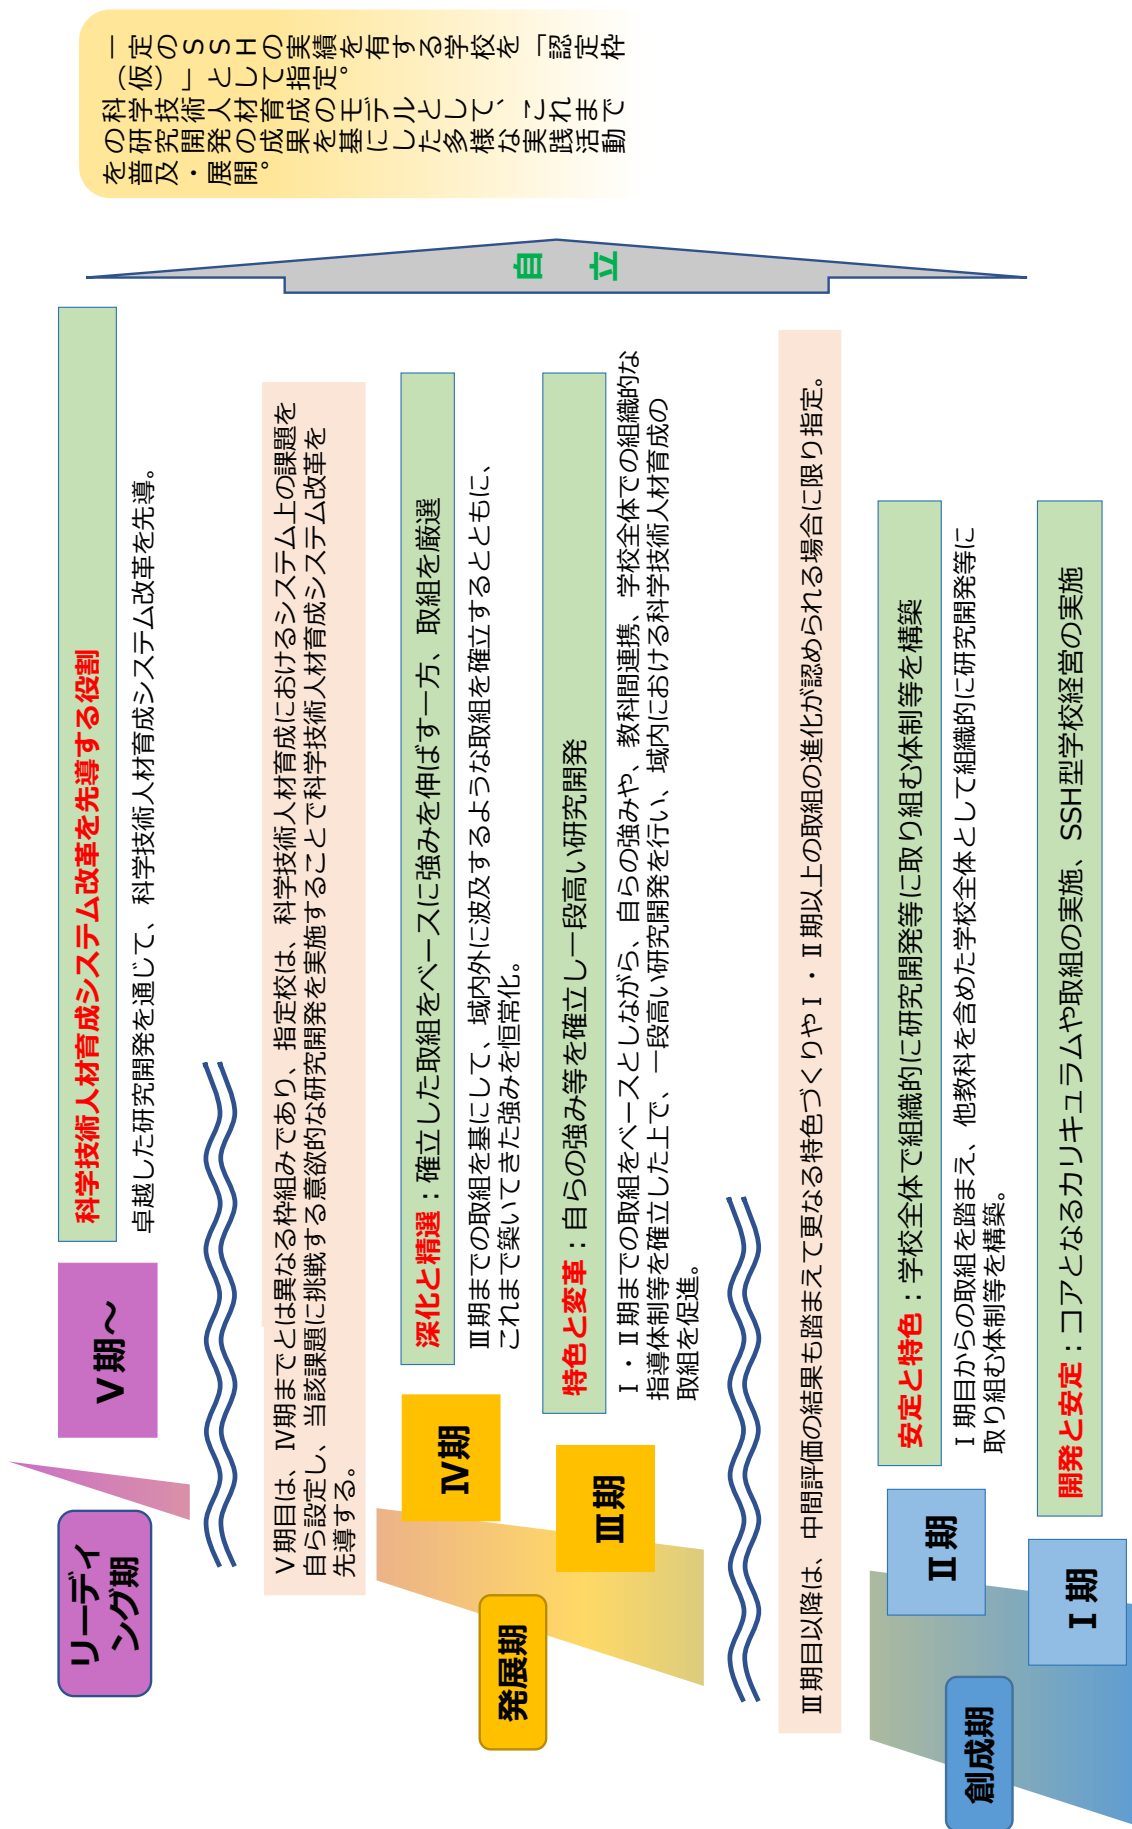 リーディ
ング期
Ⅴ期～
科学技術人材育成システム改革を先導する役割
卓越した研究開発を通じて、科学技術人材育成システム改革を先導。
Ⅴ期目は、Ⅳ期までとは異なる枠組みであり、指定校は、科学技術人材育成におけるシステム上の課題を
自ら設定し、当該課題に挑戦する意欲的な研究開発を実施することで科学技術人材育成システム改革を
先導する。
発展期
Ⅳ期
深化と精選：確立した取組をベースに強みを伸ばす一方、取組を厳選
Ⅲ期までの取組を基にして、域内外に波及するような取組を確立するとともに、
これまで築いてきた強みを恒常化。
Ⅲ期
特色と変革：自らの強み等を確立し一段高い研究開発
Ⅰ・Ⅱ期までの取組をベースとしながら、自らの強みや、教科間連携、学校全体での組織的な
指導体制等を確立した上で、一段高い研究開発を行い、域内における科学技術人材育成の
取組を促進。
Ⅲ期目以降は、中間評価の結果も踏まえて更なる特色づくりやⅠ・Ⅱ期以上の取組の進化が認められる場合に限り指定。
創成期
Ⅱ期
安定と特色：学校全体で組織的に研究開発等に取り組む体制等を構築
Ⅰ期目からの取組を踏まえ、他教科を含めた学校全体として組織的に研究開発等に
取り組む体制等を構築。
Ⅰ期
開発と安定：コアとなるカリキュラムや取組の実施、SSH型学校経営の実施
自
立
一定のＳＳＨの実績を有する学校を「認定枠
（仮）」として指定。
の科学技術人材育成のモデルとして、これまで
の研究開発の成果を基にした多様な実践活動
を普及・展開。